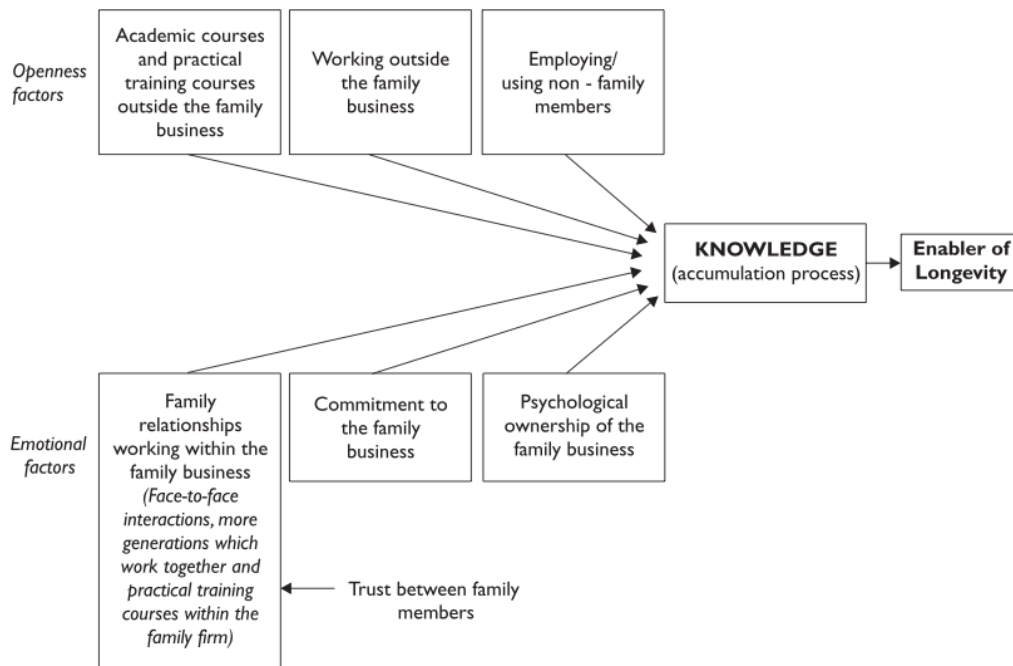 Openness
factors
Academic courses
and practical
training courses
outside the family
business
Working outside
the family
business
Employing/
using non - family
members
KNOWLEDGE
(accumulation process)
Enabler of
Longevity
Emotional
factors
Family
relationships
working within the
family business
(Face-to-face
interactions, more
generations which
work together and
practical training
courses within the
family firm)
Commitment to
the family
business
Psychological
ownership of the
family business
Trust between family
members